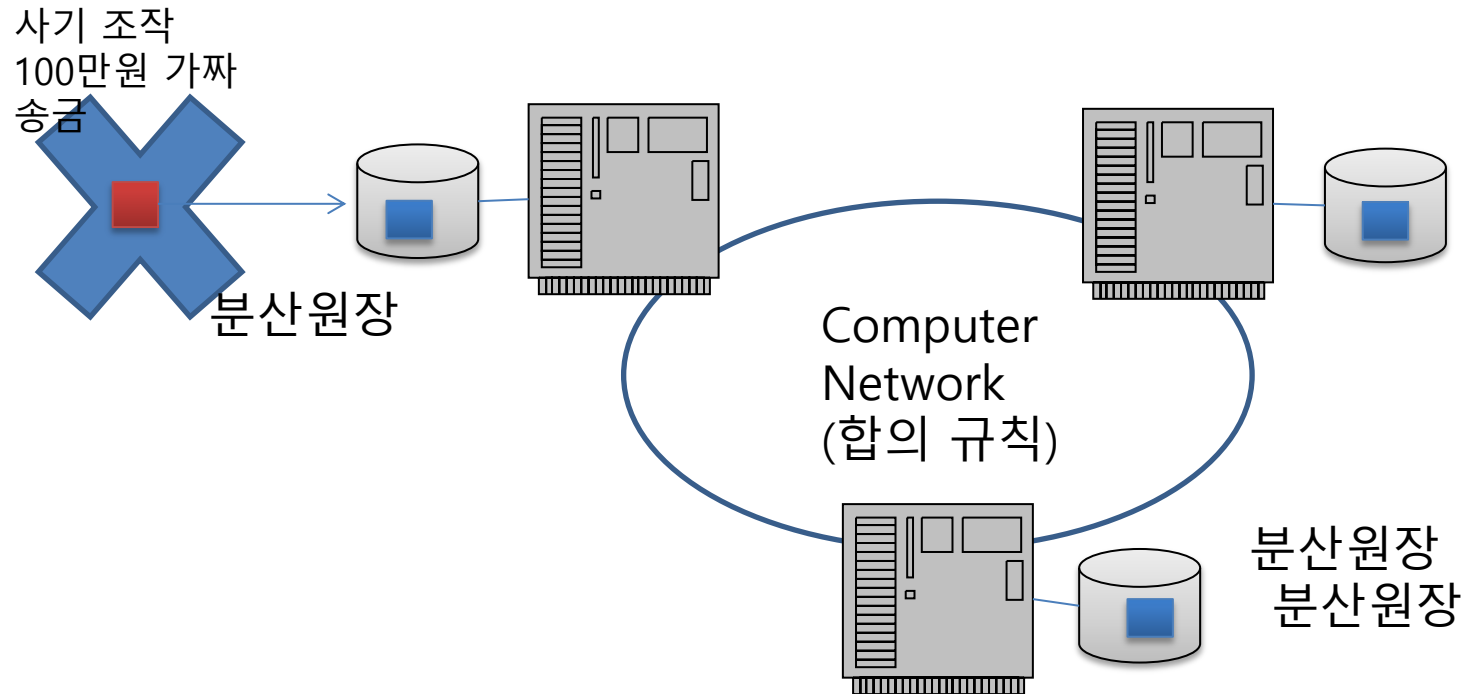 사기 조작
100만원 가짜
송금
분산원장
Computer
Network
(합의 규칙)
분산원장
분산원장